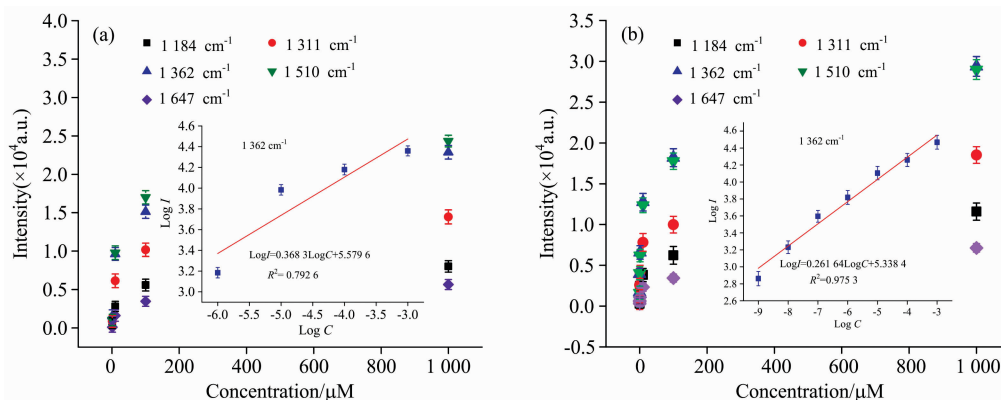 (a)
1 184 cm-1
1 311 cm-1
1 362 cm-1
1 510 cm-1
1 647 cm-1
Intensity(×10⁴a.u.)
4.0
3.5
3.0
2.5
2.0
1.5
1.0
0.5
0.0
0 200 400 600 800 1 000
Concentration/μM
1 362 cm-1
Log I
4.6
4.4
4.2
4.0
3.8
3.6
3.4
3.2
3.0
LogI=0.368 3LogC+5.579 6
R²= 0.792 6
-6.0 -5.5 -5.0 -4.5 -4.0 -3.5 -3.0
Log C
(b)
1 184 cm-1
1 311 cm-1
1 362 cm-1
1 510 cm-1
1 647 cm-1
Intensity(×10⁴a.u.)
3.5
3.0
2.5
2.0
1.5
1.0
0.5
0.0
-0.5
0 200 400 600 800 1 000
Concentration/μM
1 362 cm-1
Log I
4.6
4.4
4.0
3.6
3.4
3.0
2.6
LogI=0.261 64LogC+5.338 4
R²=0.975 3
-9 -8 -7 -6 -5 -4 -3
Log C